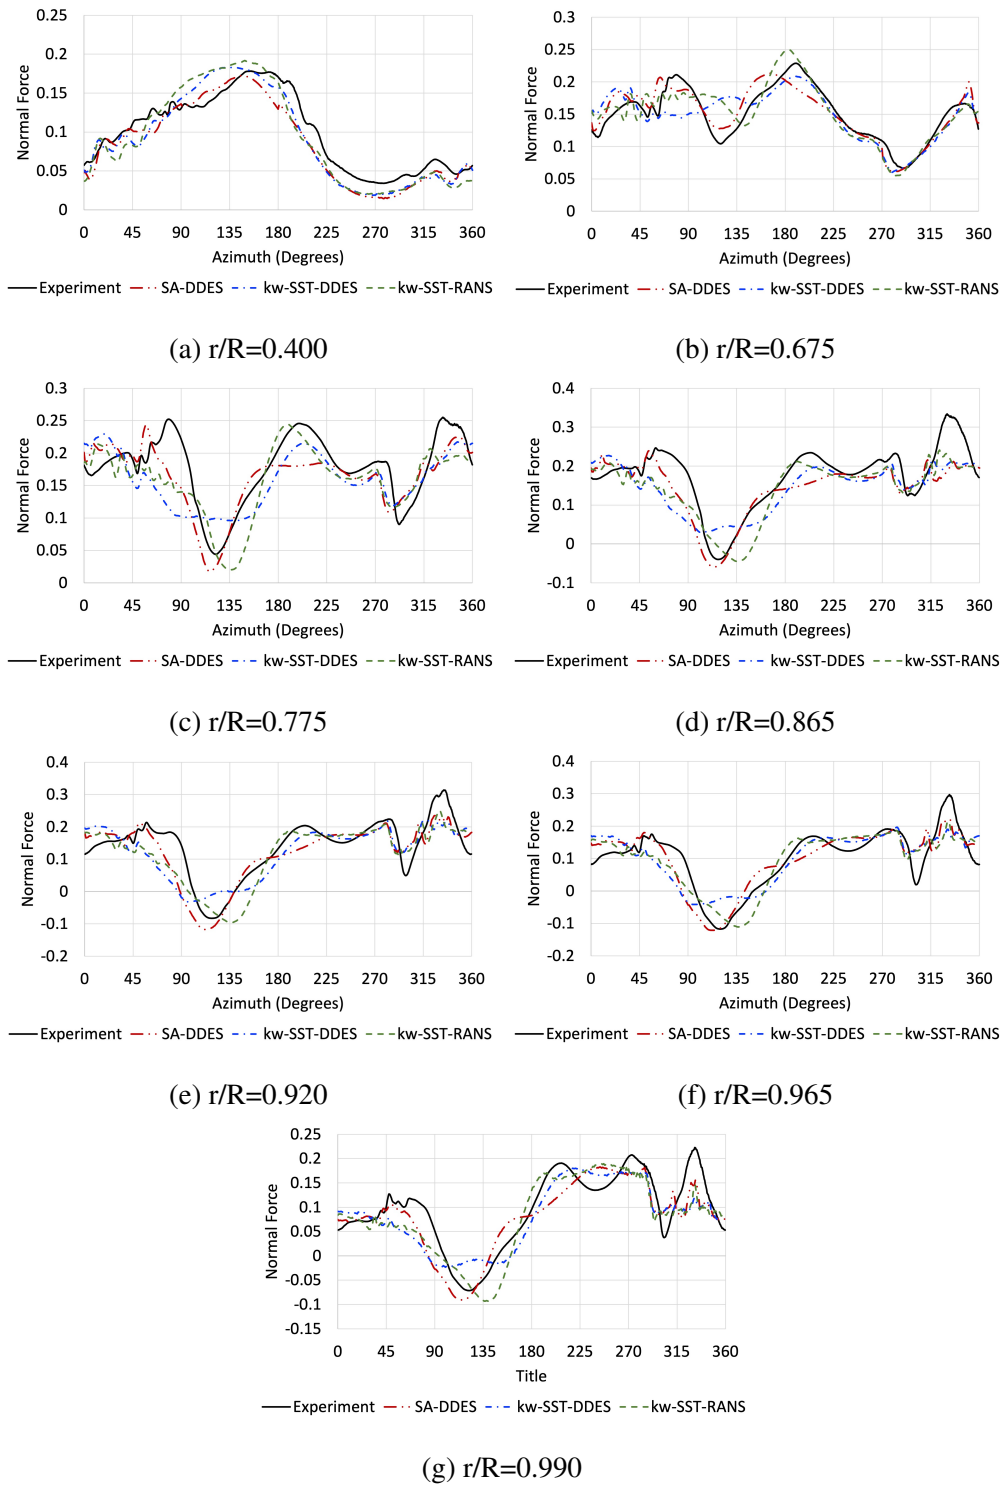 0.25
0.2
0.15
0.1
0.05
0
Normal Force
0 45 90 135 180 225 270 315 360
Azimuth (Degrees)
Experiment SA-DDES kw-SST-DDES kw-SST-RANS
(a) r/R=0.400
0.3
0.25
0.2
0.15
0.1
0.05
0
Normal Force
0 45 90 135 180 225 270 315 360
Azimuth (Degrees)
Experiment SA-DDES kw-SST-DDES kw-SST-RANS
(b) r/R=0.675
0.3
0.25
0.2
0.15
0.1
0.05
0
Normal Force
0 45 90 135 180 225 270 315 360
Azimuth (Degrees)
Experiment SA-DDES kw-SST-DDES kw-SST-RANS
(c) r/R=0.775
0.4
0.3
0.2
0.1
0
-0.1
Normal Force
0 45 90 135 180 225 270 315 360
Azimuth (Degrees)
Experiment SA-DDES kw-SST-DDES kw-SST-RANS
(d) r/R=0.865
0.4
0.3
0.2
0.1
0
-0.1
-0.2
Normal Force
0 45 90 135 180 225 270 315 360
Azimuth (Degrees)
Experiment SA-DDES kw-SST-DDES kw-SST-RANS
(e) r/R=0.920
0.4
0.3
0.2
0.1
0
-0.1
-0.2
Normal Force
0 45 90 135 180 225 270 315 360
Azimuth (Degrees)
Experiment SA-DDES kw-SST-DDES kw-SST-RANS
(f) r/R=0.965
0.25
0.2
0.15
0.1
0.05
0
-0.05
-0.1
-0.15
Normal Force
0 45 90 135 180 225 270 315 360
Title
Experiment SA-DDES kw-SST-DDES kw-SST-RANS
(g) r/R=0.990